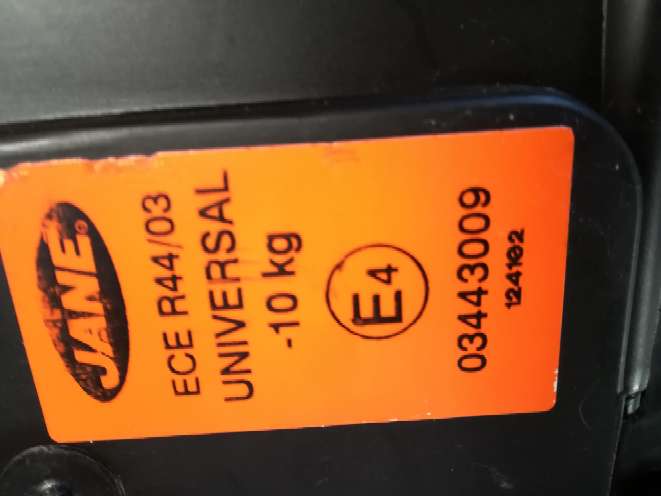 JANE®
ECE R44/03
UNIVERSAL
-10 kg
E4
03443009
124162